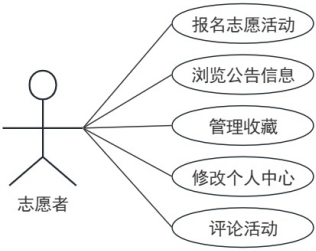 报名志愿活动
浏览公告信息
管理收藏
修改个人中心
评论活动
志愿者